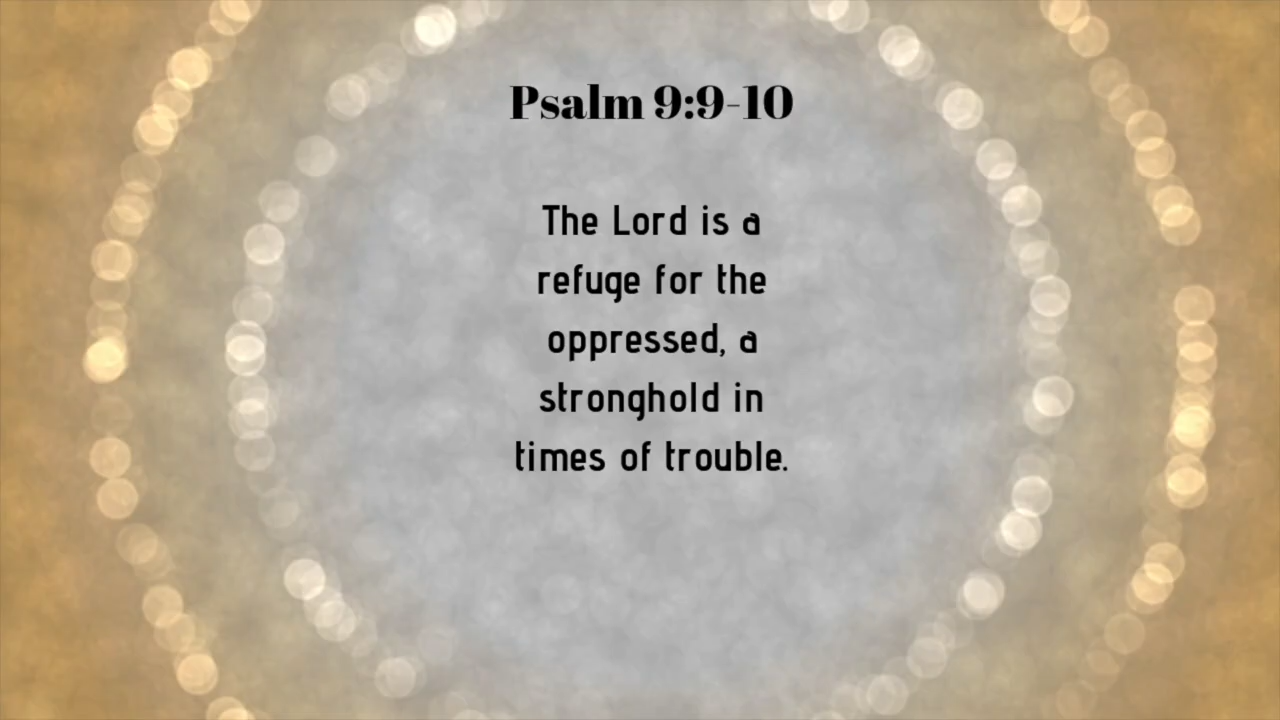 Psalm 9:9-10
The Lord is a
refuge for the
oppressed, a
stronghold in
times of trouble.